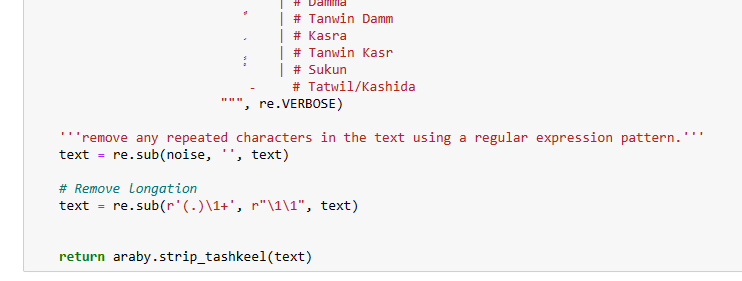 | # Damma
| # Tanwin Damm
| # Kasra
| # Tanwin Kasr
| # Sukun
ـ # Tatwil/Kashida
""", re.VERBOSE)
'''remove any repeated characters in the text using a regular expression pattern.'''
text = re.sub(noise, '', text)
# Remove longation
text = re.sub(r'(.)\1+', r"\1\1", text)
return araby.strip_tashkeel(text)